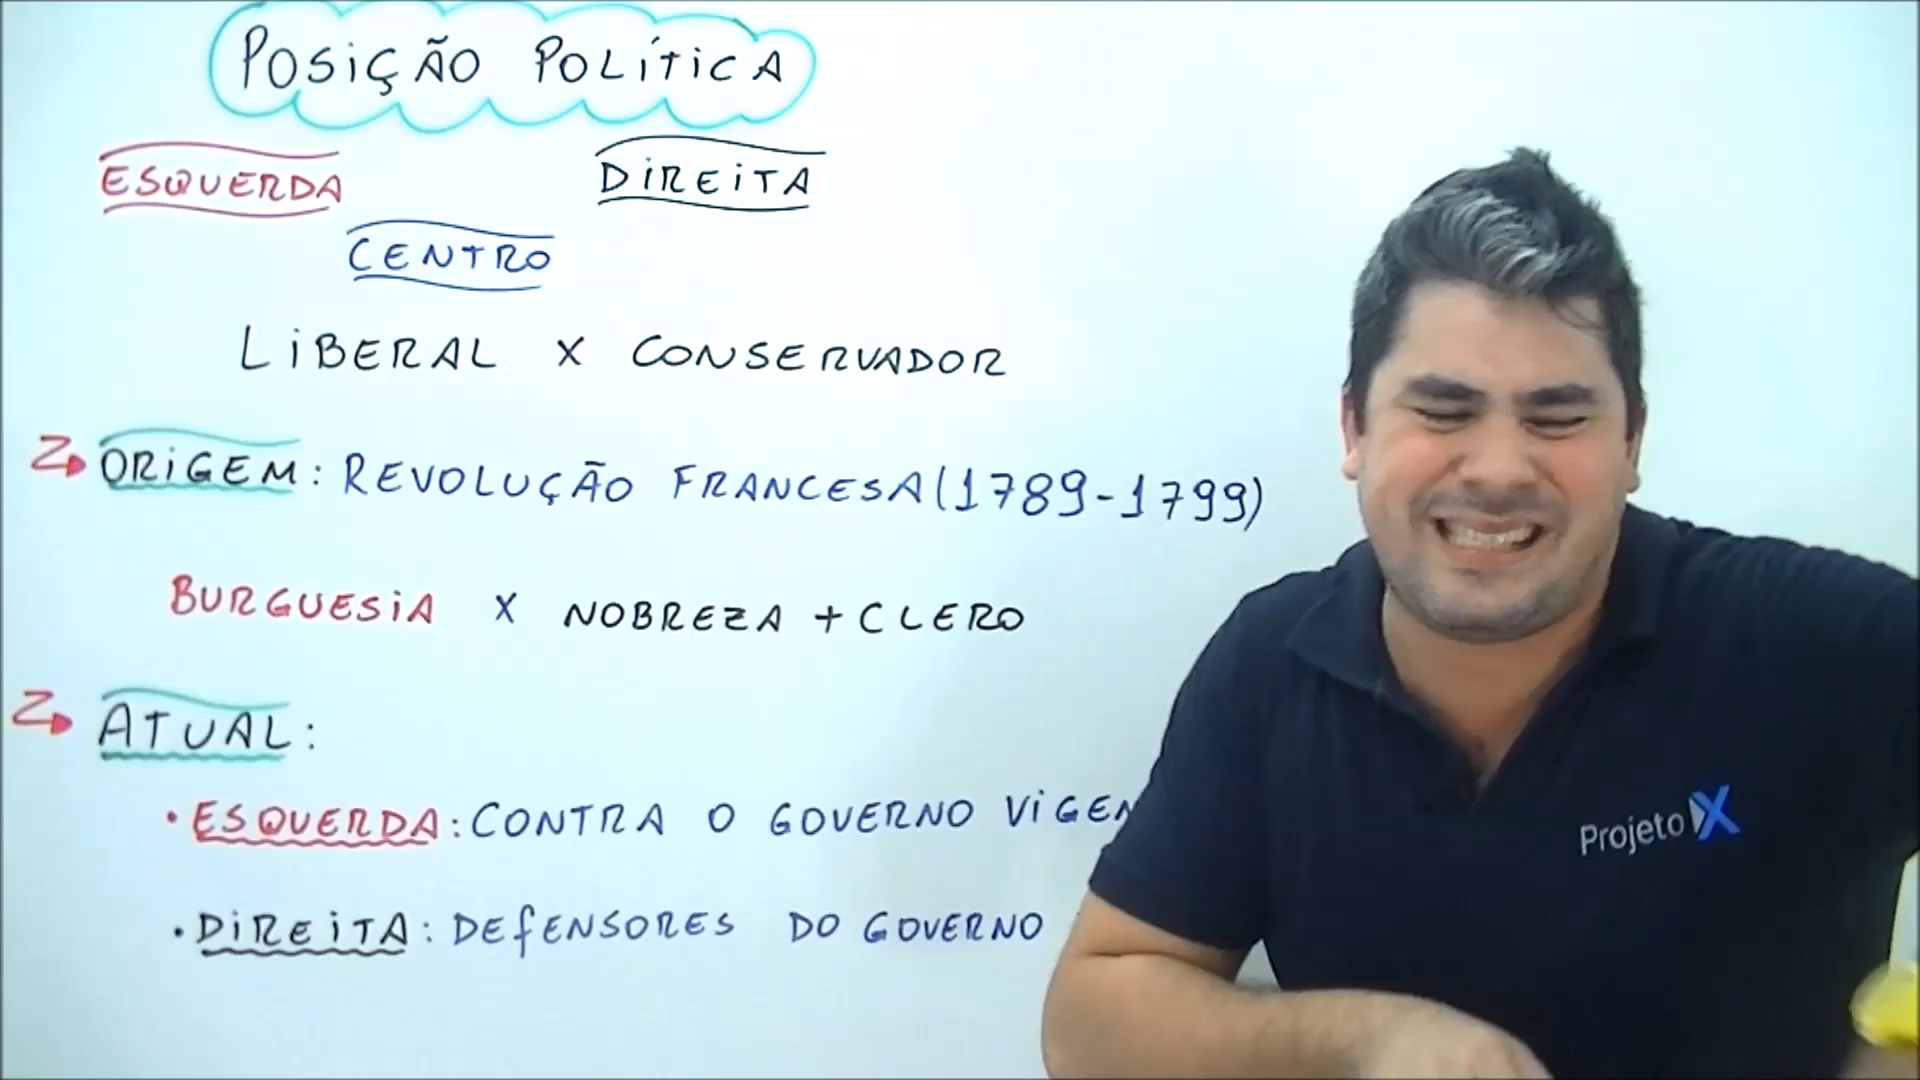 POSIÇÃO POLÍTICA
ESQUERDA DIREITA
CENTRO
LIBERAL X CONSERVADOR
ORIGEM: REVOLUÇÃO FRANCESA (1789-1799)
BURGUESIA X NOBREZA + CLERO
ATUAL:
• ESQUERDA: CONTRA O GOVERNO
• DIREITA: DEFENSORES DO GOVERNO
Projeto X